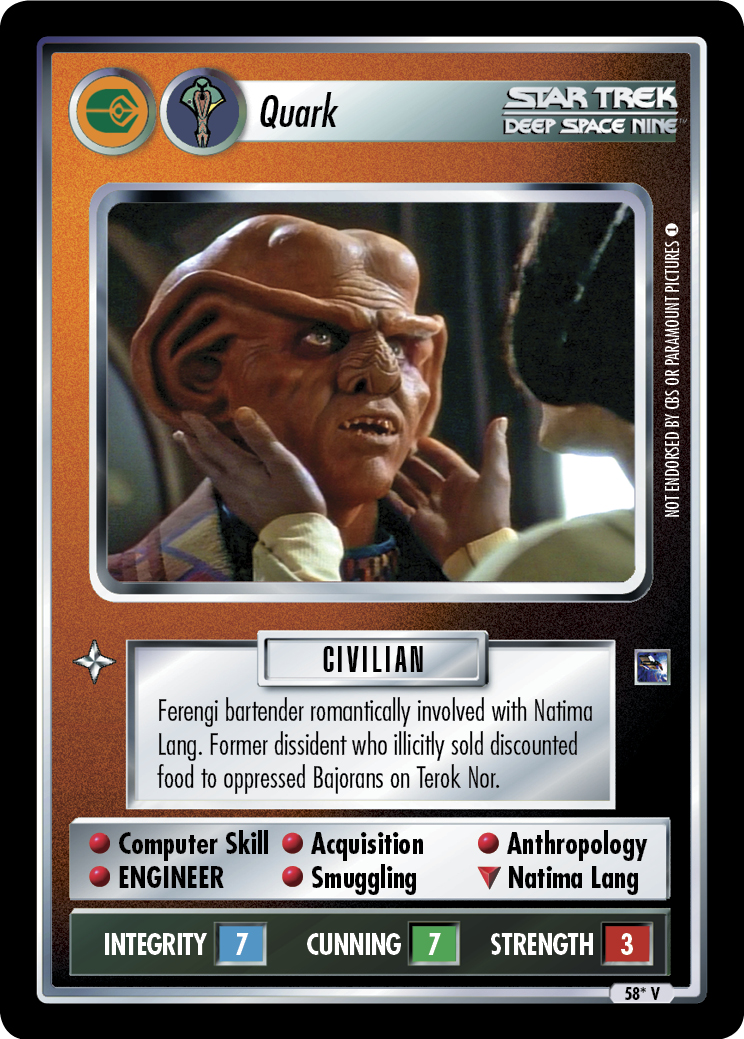 Quark
STAR TREK
DEEP SPACE NINE™
NOT ENDORSED BY CBS OR PARAMOUNT PICTURES 1
CIVILIAN
Ferengi bartender romantically involved with Natima
Lang. Former dissident who illicitly sold discounted
food to oppressed Bajorans on Terok Nor.
Computer Skill Acquisition Anthropology
ENGINEER Smuggling Natima Lang
INTEGRITY 7 CUNNING 7 STRENGTH 3
58* V